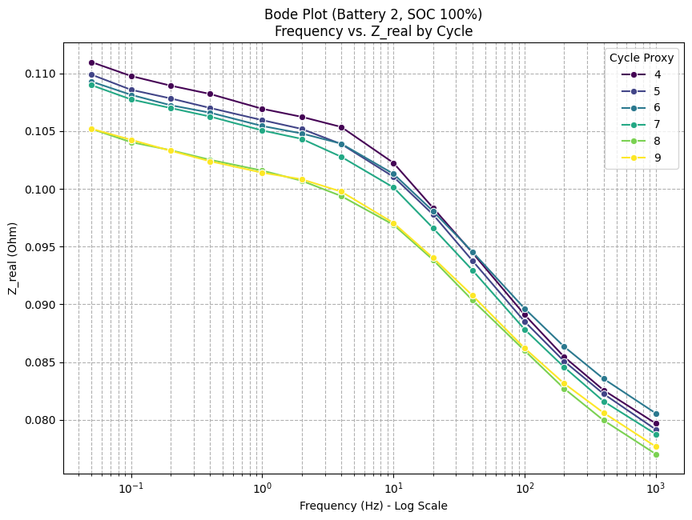 Bode Plot (Battery 2, SOC 100%)
Frequency vs. Z_real by Cycle
Cycle Proxy
4
5
6
7
8
9
Z_real (Ohm)
0.110
0.105
0.100
0.095
0.090
0.085
0.080
10⁻¹ 10⁰ 10¹ 10² 10³
Frequency (Hz) - Log Scale